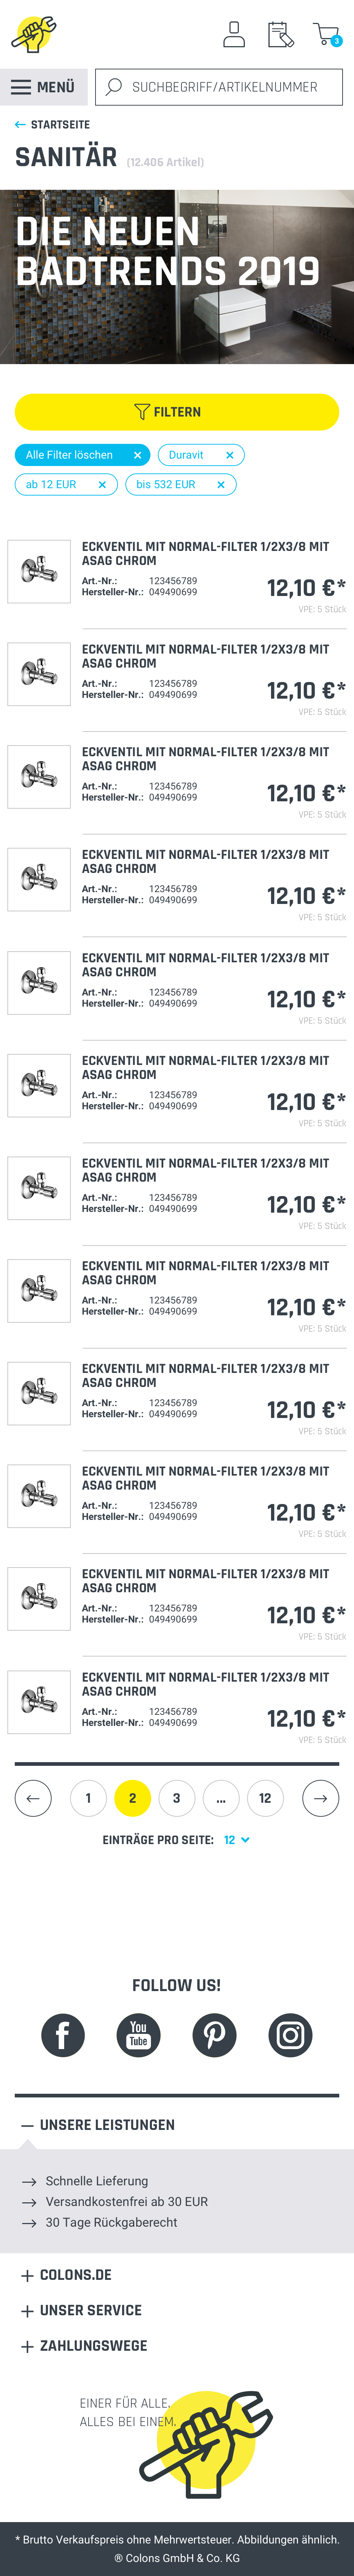 3
MENÜ
SUCHBEGRIFF/ARTIKELNUMMER
← STARTSEITE
SANITÄR (12.406 Artikel)
DIE NEUEN
BADTRENDS 2019
FILTERN
Alle Filter löschen ×
Duravit ×
ab 12 EUR ×
bis 532 EUR ×
ECKVENTIL MIT NORMAL-FILTER 1/2X3/8 MIT
ASAG CHROM
Art.-Nr.: 123456789
Hersteller-Nr.: 049490699
12,10 €*
VPE: 5 Stück
ECKVENTIL MIT NORMAL-FILTER 1/2X3/8 MIT
ASAG CHROM
Art.-Nr.: 123456789
Hersteller-Nr.: 049490699
12,10 €*
VPE: 5 Stück
ECKVENTIL MIT NORMAL-FILTER 1/2X3/8 MIT
ASAG CHROM
Art.-Nr.: 123456789
Hersteller-Nr.: 049490699
12,10 €*
VPE: 5 Stück
ECKVENTIL MIT NORMAL-FILTER 1/2X3/8 MIT
ASAG CHROM
Art.-Nr.: 123456789
Hersteller-Nr.: 049490699
12,10 €*
VPE: 5 Stück
ECKVENTIL MIT NORMAL-FILTER 1/2X3/8 MIT
ASAG CHROM
Art.-Nr.: 123456789
Hersteller-Nr.: 049490699
12,10 €*
VPE: 5 Stück
ECKVENTIL MIT NORMAL-FILTER 1/2X3/8 MIT
ASAG CHROM
Art.-Nr.: 123456789
Hersteller-Nr.: 049490699
12,10 €*
VPE: 5 Stück
ECKVENTIL MIT NORMAL-FILTER 1/2X3/8 MIT
ASAG CHROM
Art.-Nr.: 123456789
Hersteller-Nr.: 049490699
12,10 €*
VPE: 5 Stück
ECKVENTIL MIT NORMAL-FILTER 1/2X3/8 MIT
ASAG CHROM
Art.-Nr.: 123456789
Hersteller-Nr.: 049490699
12,10 €*
VPE: 5 Stück
ECKVENTIL MIT NORMAL-FILTER 1/2X3/8 MIT
ASAG CHROM
Art.-Nr.: 123456789
Hersteller-Nr.: 049490699
12,10 €*
VPE: 5 Stück
ECKVENTIL MIT NORMAL-FILTER 1/2X3/8 MIT
ASAG CHROM
Art.-Nr.: 123456789
Hersteller-Nr.: 049490699
12,10 €*
VPE: 5 Stück
ECKVENTIL MIT NORMAL-FILTER 1/2X3/8 MIT
ASAG CHROM
Art.-Nr.: 123456789
Hersteller-Nr.: 049490699
12,10 €*
VPE: 5 Stück
ECKVENTIL MIT NORMAL-FILTER 1/2X3/8 MIT
ASAG CHROM
Art.-Nr.: 123456789
Hersteller-Nr.: 049490699
12,10 €*
VPE: 5 Stück
← 1 2 3 ... 12 →
EINTRÄGE PRO SEITE: 12
FOLLOW US!
f
You
Tube
— UNSERE LEISTUNGEN
→ Schnelle Lieferung
→ Versandkostenfrei ab 30 EUR
→ 30 Tage Rückgaberecht
+ COLONS.DE
+ UNSER SERVICE
+ ZAHLUNGSWEGE
EINER FÜR ALLE.
ALLES BEI EINEM.
* Brutto Verkaufspreis ohne Mehrwertsteuer. Abbildungen ähnlich.
® Colons GmbH & Co. KG